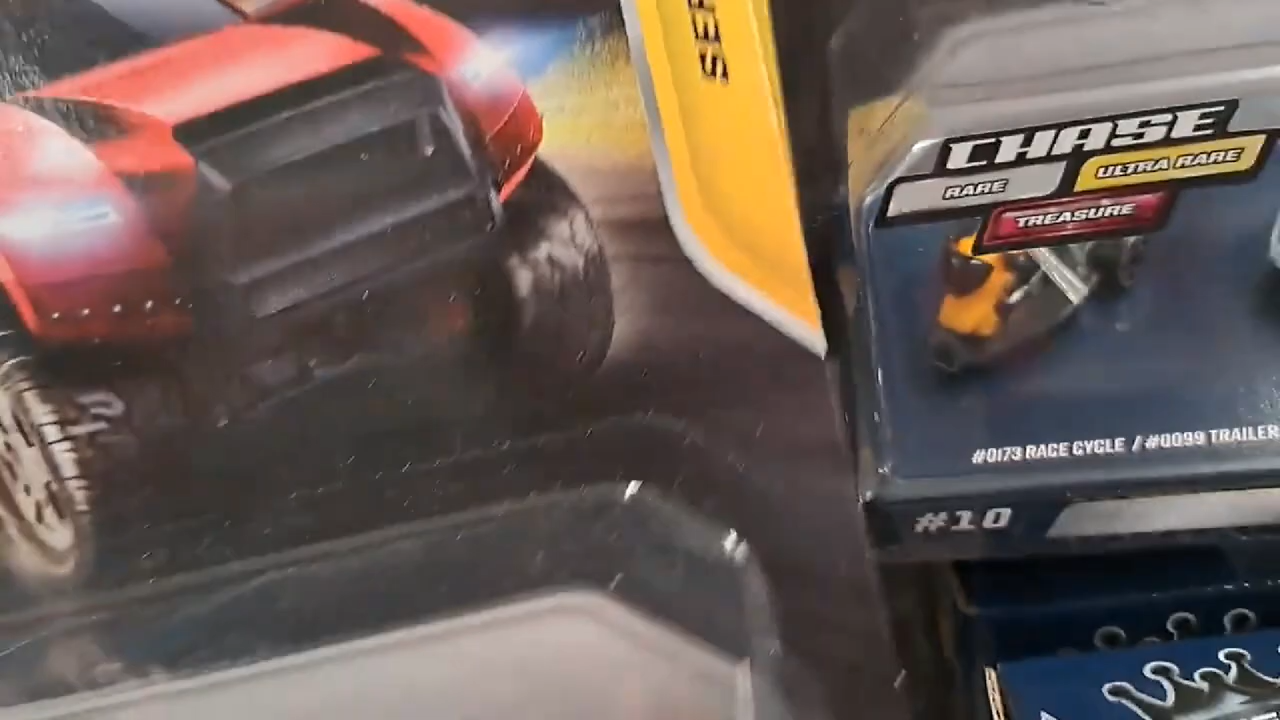 CHASE
RARE
ULTRA RARE
TREASURE
#0173 RACE CYCLE / #0099 TRAILER
#10